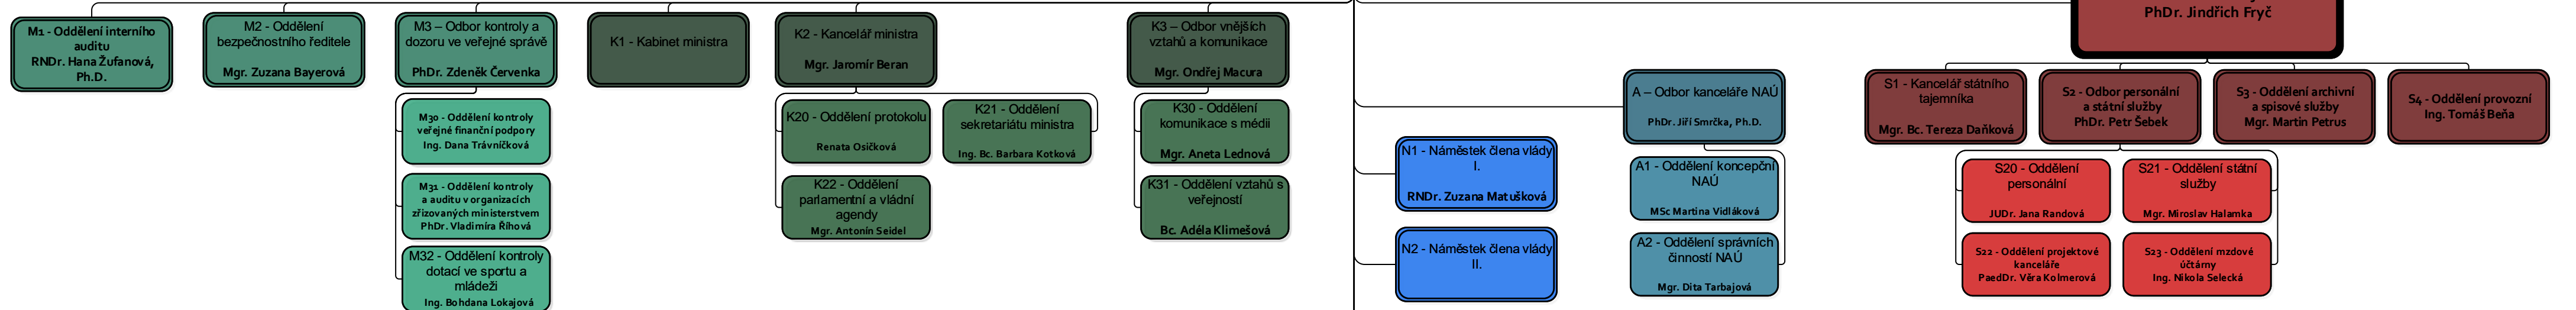 PhDr. Jindřich Fryč
M1 - Oddělení interního
auditu
RNDr. Hana Žufanová,
Ph.D.
M2 - Oddělení
bezpečnostního ředitele
Mgr. Zuzana Bayerová
M3 – Odbor kontroly a
dozoru ve veřejné správě
PhDr. Zdeněk Červenka
K1 - Kabinet ministra
K2 - Kancelář ministra
Mgr. Jaromír Beran
K3 – Odbor vnějších
vztahů a komunikace
Mgr. Ondřej Macura
M30 - Oddělení kontroly
veřejné finanční podpory
Ing. Dana Trávníčková
M31 - Oddělení kontroly
a auditu v organizacích
zřizovaných ministerstvem
PhDr. Vladimíra Říhová
M32 - Oddělení kontroly
dotací ve sportu a
mládeži
Ing. Bohdana Lokajová
K20 - Oddělení protokolu
Renata Osičková
K21 - Oddělení
sekretariátu ministra
Ing. Bc. Barbara Kotková
K22 - Oddělení
parlamentní a vládní
agendy
Mgr. Antonín Seidel
K30 - Oddělení
komunikace s médii
Mgr. Aneta Lednová
K31 - Oddělení vztahů s
veřejností
Bc. Adéla Klimešová
N1 - Náměstek člena vlády
I.
RNDr. Zuzana Matušková
N2 - Náměstek člena vlády
II.
A – Odbor kanceláře NAÚ
PhDr. Jiří Smrčka, Ph.D.
A1 - Oddělení koncepční
NAÚ
MSc Martina Vidláková
A2 - Oddělení správních
činností NAÚ
Mgr. Dita Tarbajová
S1 - Kancelář státního
tajemníka
Mgr. Bc. Tereza Daňková
S2 - Odbor personální
a státní služby
PhDr. Petr Šebek
S3 - Oddělení archivní
a spisové služby
Mgr. Martin Petrus
S4 - Oddělení provozní
Ing. Tomáš Beňa
S20 - Oddělení
personální
JUDr. Jana Randová
S21 - Oddělení státní
služby
Mgr. Miroslav Halamka
S22 - Oddělení projektové
kanceláře
PaedDr. Věra Kolmerová
S23 - Oddělení mzdové
účtárny
Ing. Nikola Selecká